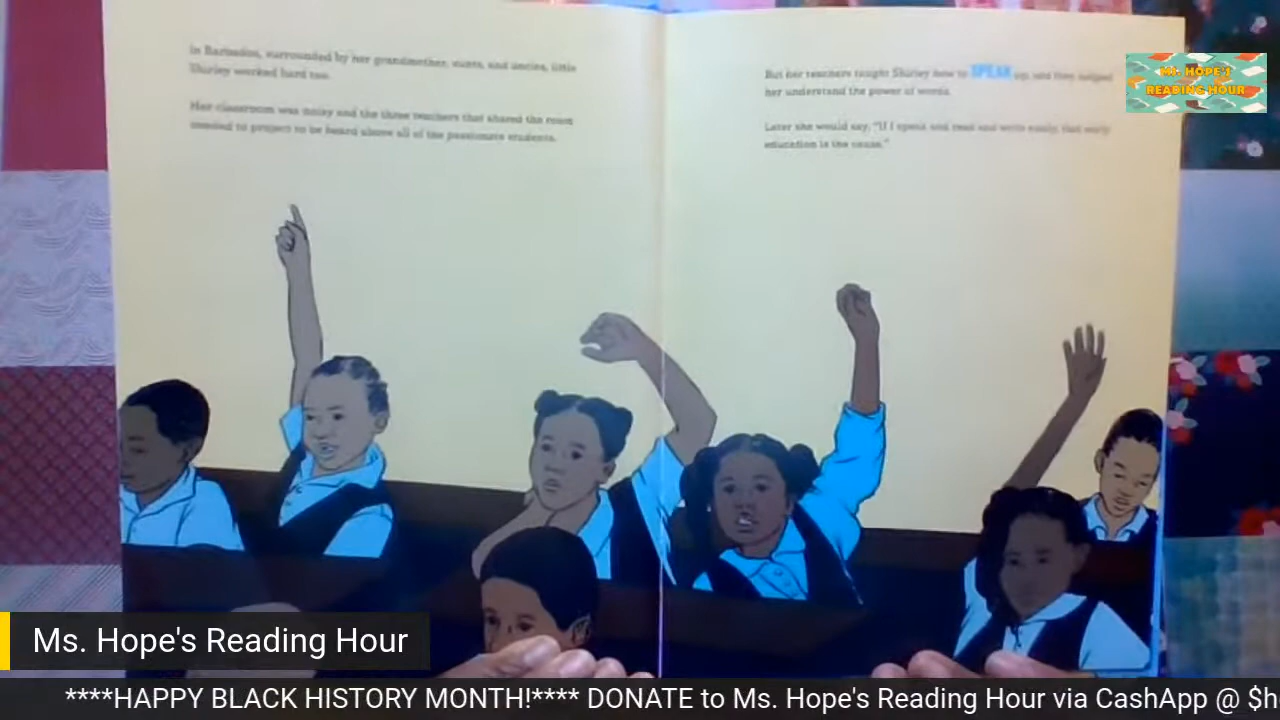 In Barbados, surrounded by her grandmother, aunts, and uncles, little
Shirley worked hard too.
Her classroom was noisy and the three teachers that shared the room
needed to project to be heard above all of the passionate students.
But her teachers taught Shirley how to SPEAK up, and they helped
her understand the power of words.
Later she would say, "If I speak and read and write easily, that early
education is the cause."
MS. HOPE'S
READING HOUR
Ms. Hope's Reading Hour
****HAPPY BLACK HISTORY MONTH!**** DONATE to Ms. Hope's Reading Hour via CashApp @ $h